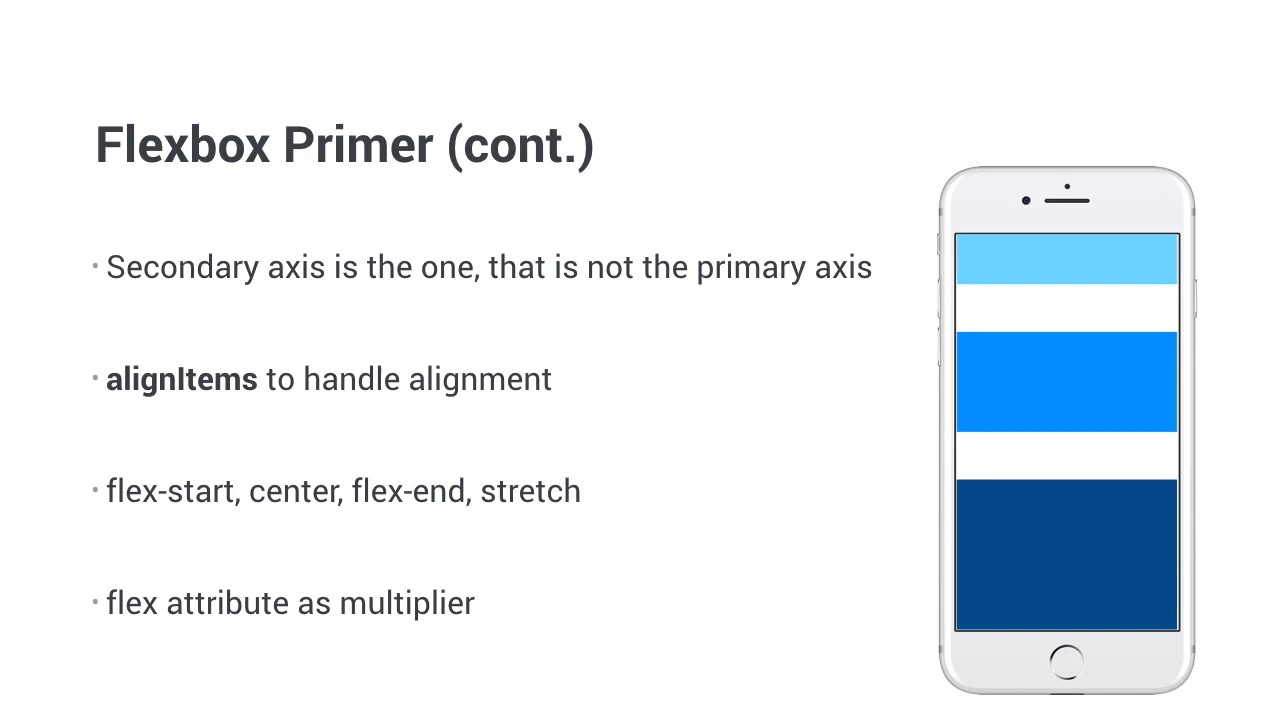 Flexbox Primer (cont.)
· Secondary axis is the one, that is not the primary axis
· alignItems to handle alignment
· flex-start, center, flex-end, stretch
· flex attribute as multiplier